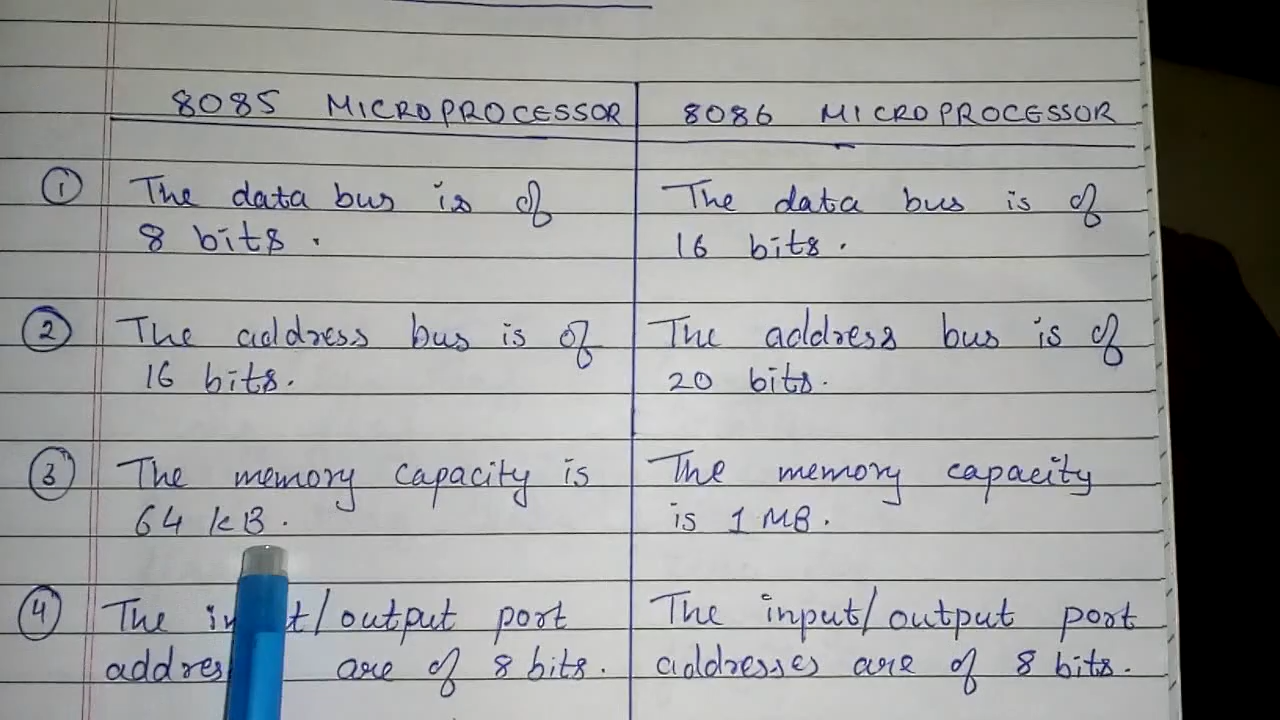 8085 MICROPROCESSOR
8086 MICROPROCESSOR
① The data bus is of
8 bits.
The data bus is of
16 bits.
② The address bus is of
16 bits.
The address bus is of
20 bits.
③ The memory capacity is
64 kB.
The memory capacity
is 1 MB.
④ The t/output port
are of 8 bits.
The input/output port
addresses are of 8 bits.